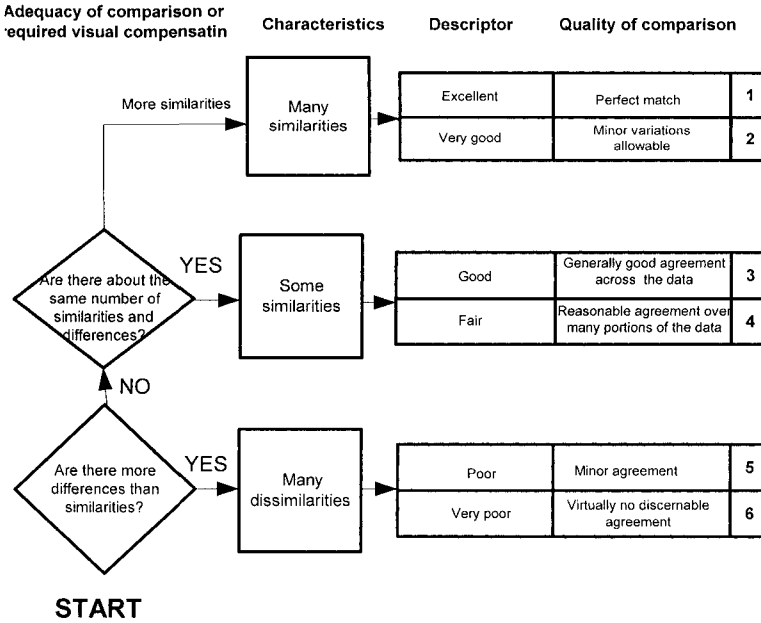 Adequacy of comparison or
required visual compensatin
Characteristics
Descriptor
Quality of comparison
More similarities
Many
similarities
Excellent
Perfect match
1
Very good
Minor variations
allowable
2
Are there about the
same number of
similarities and
differences?
YES
Some
similarities
Good
Generally good agreement
across the data
3
Fair
Reasonable agreement over
many portions of the data
4
NO
Are there more
differences than
similarities?
YES
Many
dissimilarities
Poor
Minor agreement
5
Very poor
Virtually no discernable
agreement
6
START